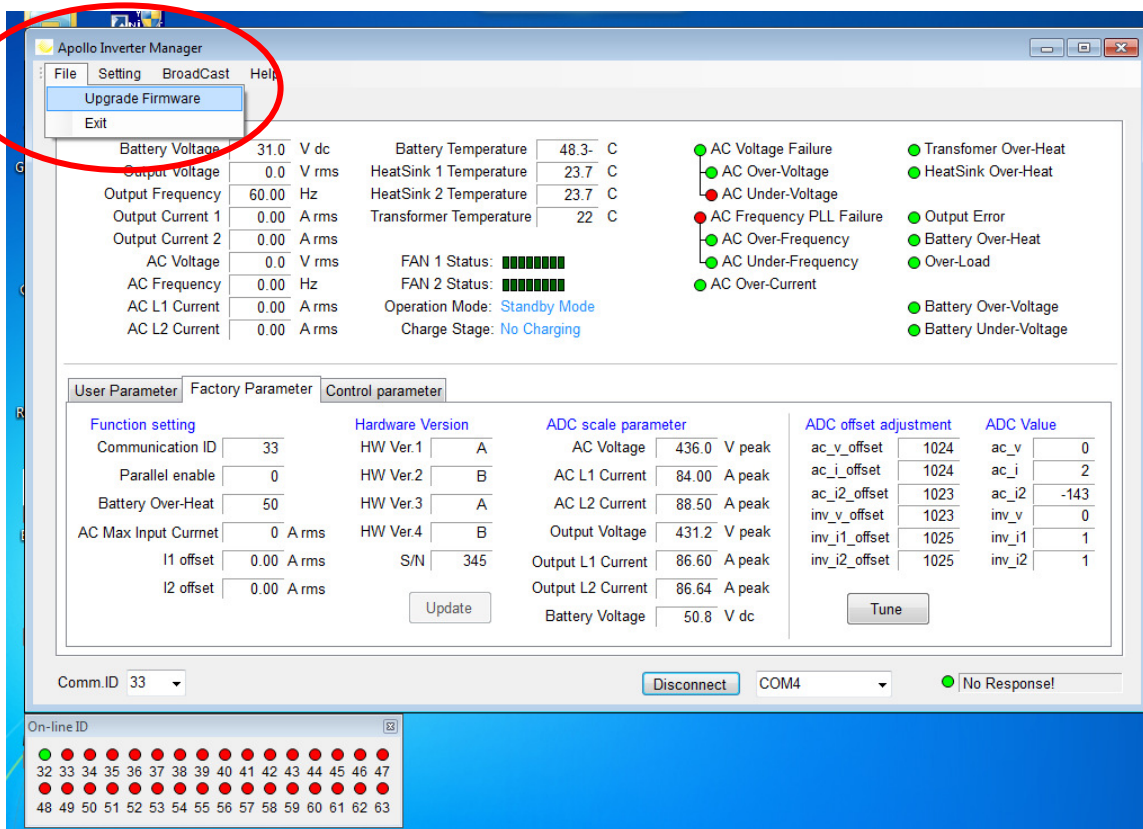 Apollo Inverter Manager
File Setting BroadCast Help
Upgrade Firmware
Exit
Battery Voltage 31.0 V dc Battery Temperature 48.3- C AC Voltage Failure Transfomer Over-Heat
Output Voltage 0.0 V rms HeatSink 1 Temperature 23.7 C AC Over-Voltage HeatSink Over-Heat
Output Frequency 60.00 Hz HeatSink 2 Temperature 23.7 C AC Under-Voltage
Output Current 1 0.00 A rms Transformer Temperature 22 C AC Frequency PLL Failure Output Error
Output Current 2 0.00 A rms AC Over-Frequency Battery Over-Heat
AC Voltage 0.0 V rms FAN 1 Status: AC Under-Frequency Over-Load
AC Frequency 0.00 Hz FAN 2 Status: AC Over-Current
AC L1 Current 0.00 A rms Operation Mode: Standby Mode Battery Over-Voltage
AC L2 Current 0.00 A rms Charge Stage: No Charging Battery Under-Voltage
User Parameter Factory Parameter Control parameter
Function setting Hardware Version ADC scale parameter ADC offset adjustment ADC Value
Communication ID 33 HW Ver.1 A AC Voltage 436.0 V peak ac_v_offset 1024 ac_v 0
Parallel enable 0 HW Ver.2 B AC L1 Current 84.00 A peak ac_i_offset 1024 ac_i 2
Battery Over-Heat 50 HW Ver.3 A AC L2 Current 88.50 A peak ac_i2_offset 1023 ac_i2 -143
AC Max Input Currnet 0 A rms HW Ver.4 B Output Voltage 431.2 V peak inv_v_offset 1023 inv_v 0
I1 offset 0.00 A rms S/N 345 Output L1 Current 86.60 A peak inv_i1_offset 1025 inv_i1 1
I2 offset 0.00 A rms Output L2 Current 86.64 A peak inv_i2_offset 1025 inv_i2 1
Update Battery Voltage 50.8 V dc Tune
Comm.ID 33 Disconnect COM4 No Response!
On-line ID
32 33 34 35 36 37 38 39 40 41 42 43 44 45 46 47
48 49 50 51 52 53 54 55 56 57 58 59 60 61 62 63